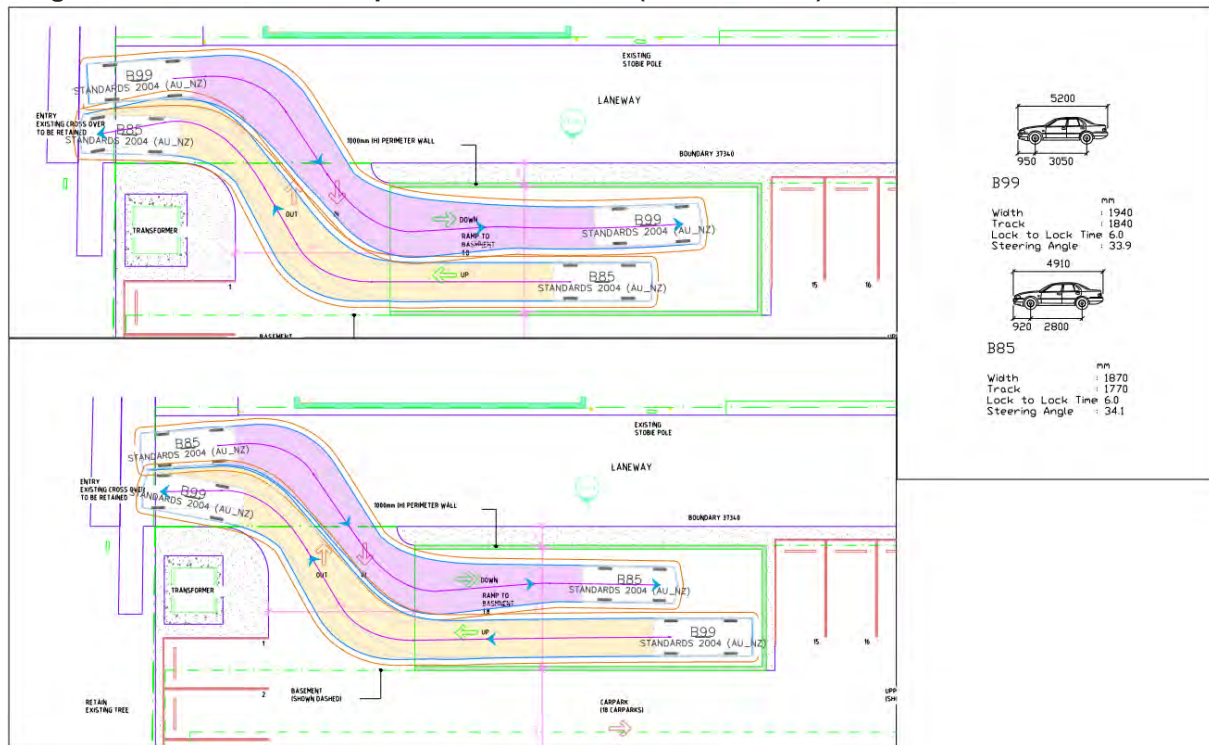 EXISTING
STOBIE POLE
LANEWAY
B99
STANDARDS 2004 (AU_NZ)
ENTRY
EXISTING CROSS OVER
TO BE RETAINED
B85
STANDARDS 2004 (AU_NZ)
1000mm (H) PERIMETER WALL
BOUNDARY 37340
TRANSFORMER
OUT
IN
DOWN
RAMP TO
B99
STANDARDS 2004 (AU_NZ)
UP
B85
STANDARDS 2004 (AU_NZ)
1
15
16
BASEMENT
5200
950
3050
B99
mm
Width : 1940
Track : 1840
Lock to Lock Time : 6.0
Steering Angle : 33.9
4910
920
2800
B85
mm
Width : 1870
Track : 1770
Lock to Lock Time : 6.0
Steering Angle : 34.1
EXISTING
STOBIE POLE
LANEWAY
B85
STANDARDS 2004 (AU_NZ)
ENTRY
EXISTING CROSS OVER
TO BE RETAINED
B99
STANDARDS 2004 (AU_NZ)
1000mm (H) PERIMETER WALL
BOUNDARY 37340
TRANSFORMER
OUT
DOWN
RAMP TO
B85
STANDARDS 2004 (AU_NZ)
UP
B99
STANDARDS 2004 (AU_NZ)
1
15
16
2
RETAIN
EXISTING TREE
BASEMENT
(SHOWN DASHED)
CARPARK
(18 CARPARKS)